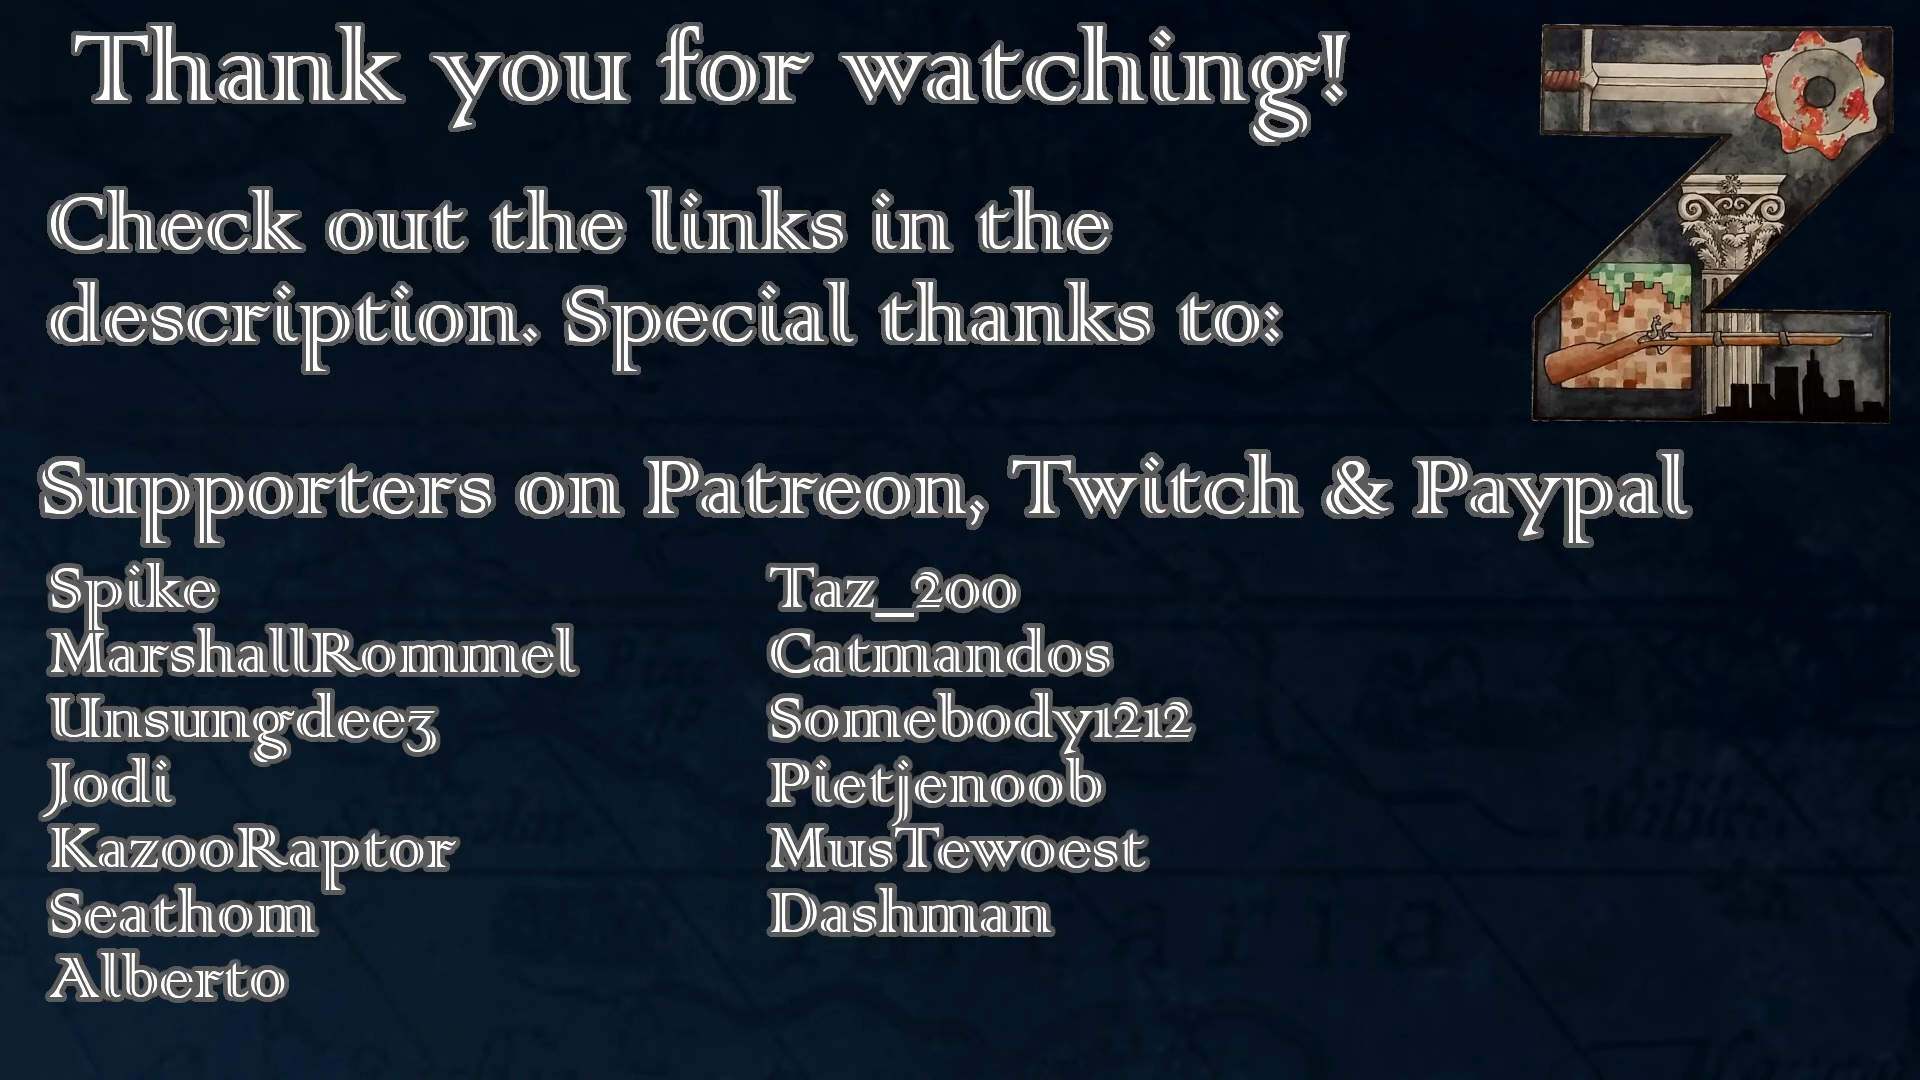 Thank you for watching!
Check out the links in the
description. Special thanks to:
Supporters on Patreon, Twitch & Paypal
Spike
MarshallRommel
Unsungdee3
Jodi
KazooRaptor
Seathom
Alberto
Taz_200
Catmandos
Somebody1212
Pietjenoob
MusTewoest
Dashman